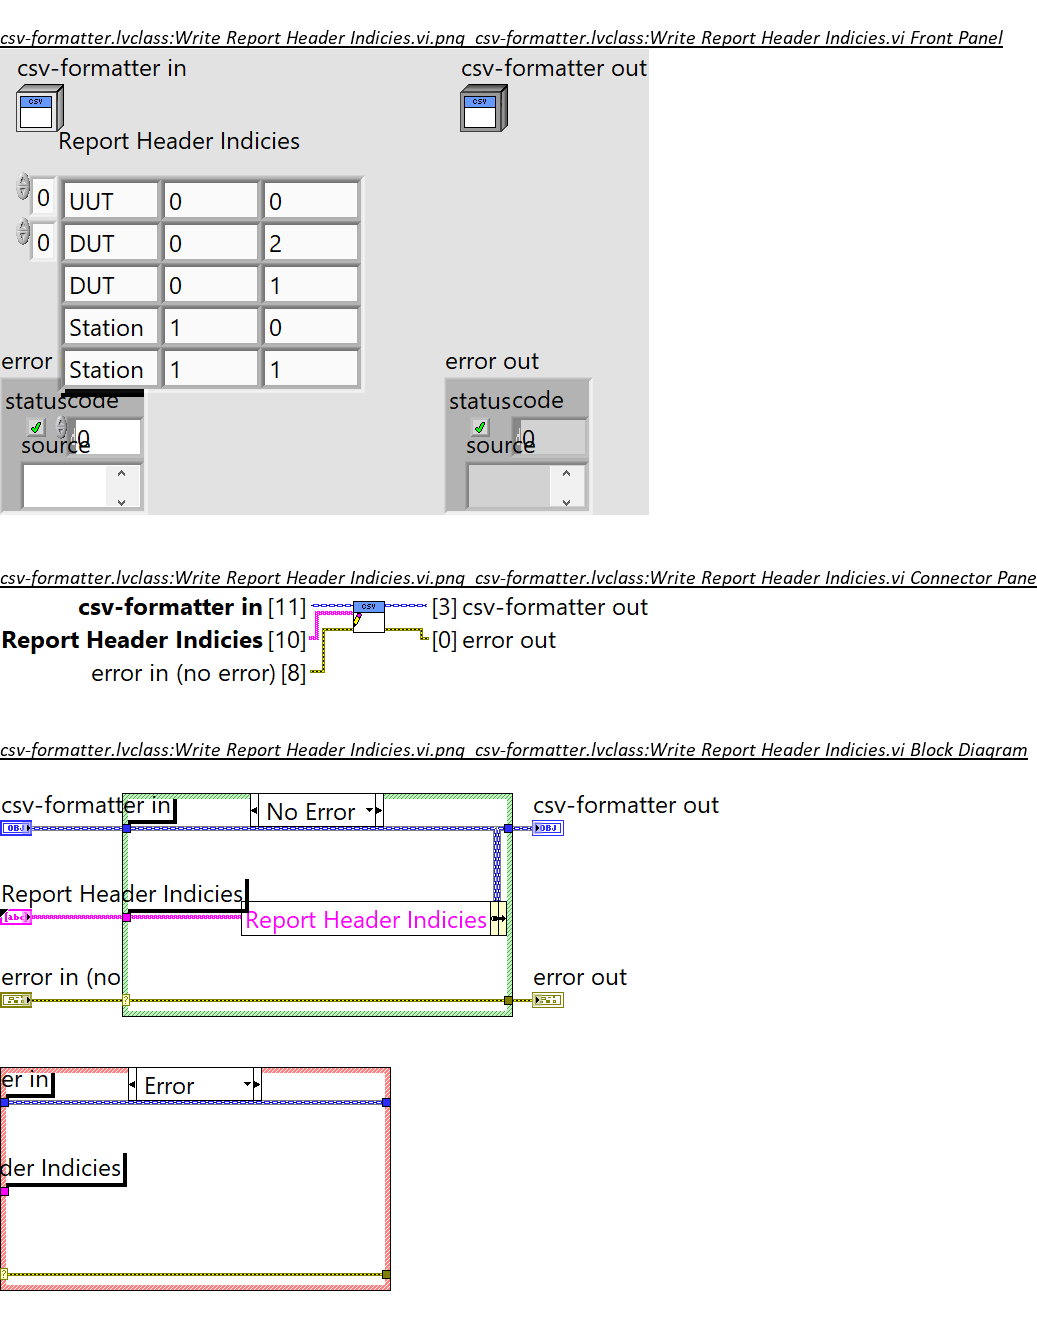 csv-formatter.lvclass:Write Report Header Indicies.vi.png csv-formatter.lvclass:Write Report Header Indicies.vi Front Panel
csv-formatter in
csv-formatter out
CSV
CSV
Report Header Indicies
0 UUT 0 0
0 DUT 0 2
DUT 0 1
Station 1 0
Station 1 1
error
error out
status code
status code
0
0
source
source
csv-formatter.lvclass:Write Report Header Indicies.vi.png csv-formatter.lvclass:Write Report Header Indicies.vi Connector Pane
csv-formatter in [11]
CSV
[3] csv-formatter out
Report Header Indicies [10]
[0] error out
error in (no error) [8]
csv-formatter.lvclass:Write Report Header Indicies.vi.png csv-formatter.lvclass:Write Report Header Indicies.vi Block Diagram
csv-formatter in
No Error
csv-formatter out
OBJ
OBJ
Report Header Indicies
[abc]
Report Header Indicies
error in (no
error out
?
er in
Error
der Indicies
?